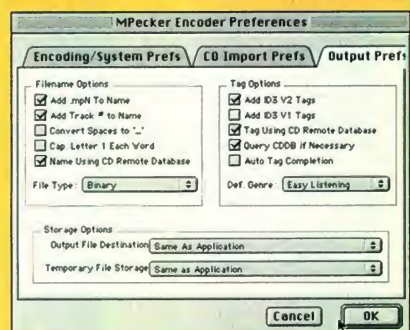 MPecker Encoder Preferences
Encoding/System Prefs
CD Import Prefs
Output Prefs
Filename Options
Add .mpN To Name
Add Track # to Name
Convert Spaces to '_'
Cap. Letter 1 Each Word
Name Using CD Remote Database
File Type: Binary
Tag Options
Add ID3 V2 Tags
Add ID3 V1 Tags
Tag Using CD Remote Database
Query CDDB if Necessary
Auto Tag Completion
Def. Genre: Easy Listening
Storage Options
Output File Destination Same As Application
Temporary File Storage Same as Application
Cancel
OK